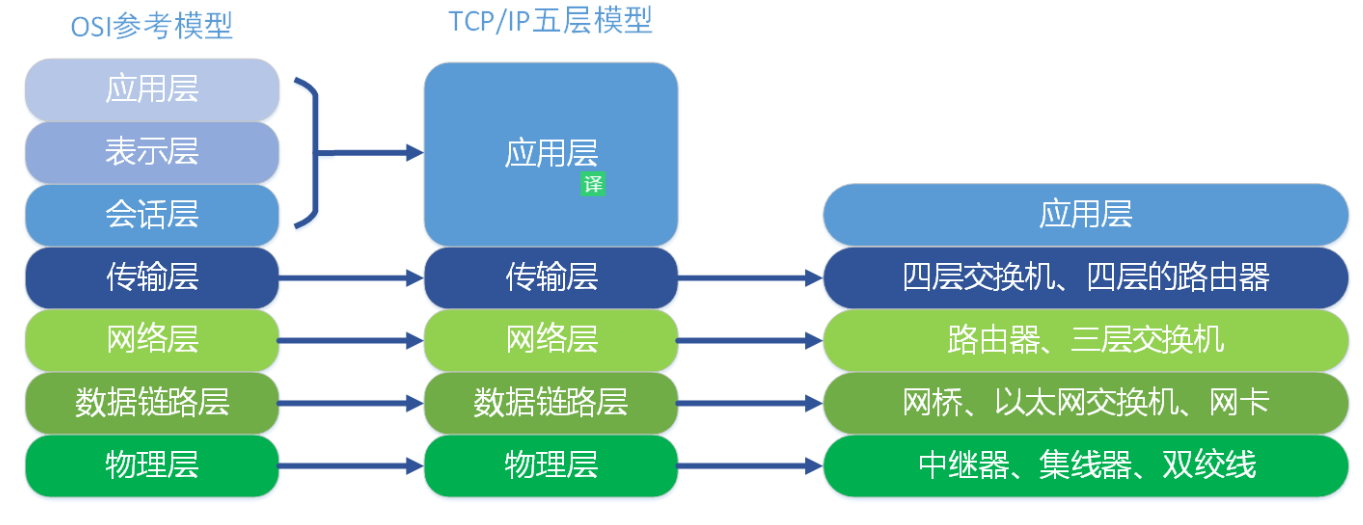 OSI参考模型
应用层
表示层
会话层
传输层
网络层
数据链路层
物理层
TCP/IP五层模型
应用层
译
传输层
网络层
数据链路层
物理层
应用层
四层交换机、四层的路由器
路由器、三层交换机
网桥、以太网交换机、网卡
中继器、集线器、双绞线